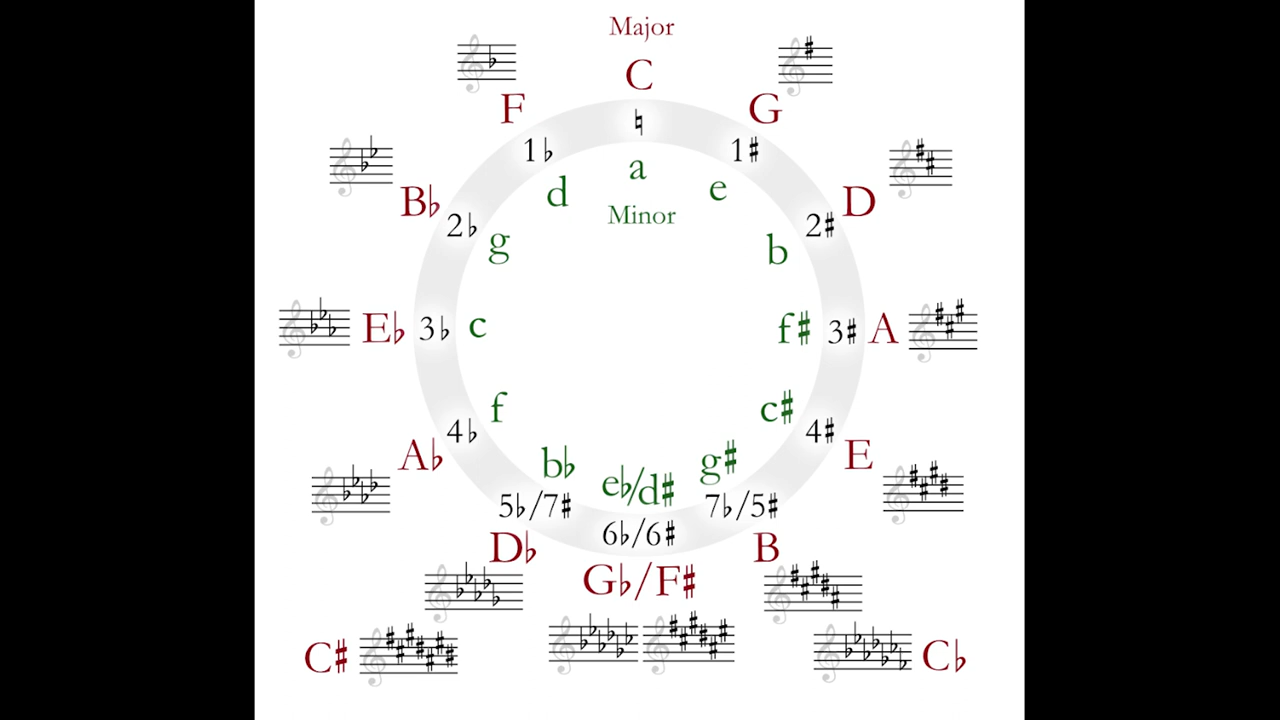 Major
C
F
G
♮
1♭
1♯
a
d
e
Minor
B♭
D
2♭
2♯
g
b
E♭
3♭
c
f♯
3♯
A
f
c♯
4♭
4♯
A♭
E
b♭
e♭/d♯
g♯
5♭/7♯
6♭/6♯
7♭/5♯
D♭
B
G♭/F♯
C♯
C♭